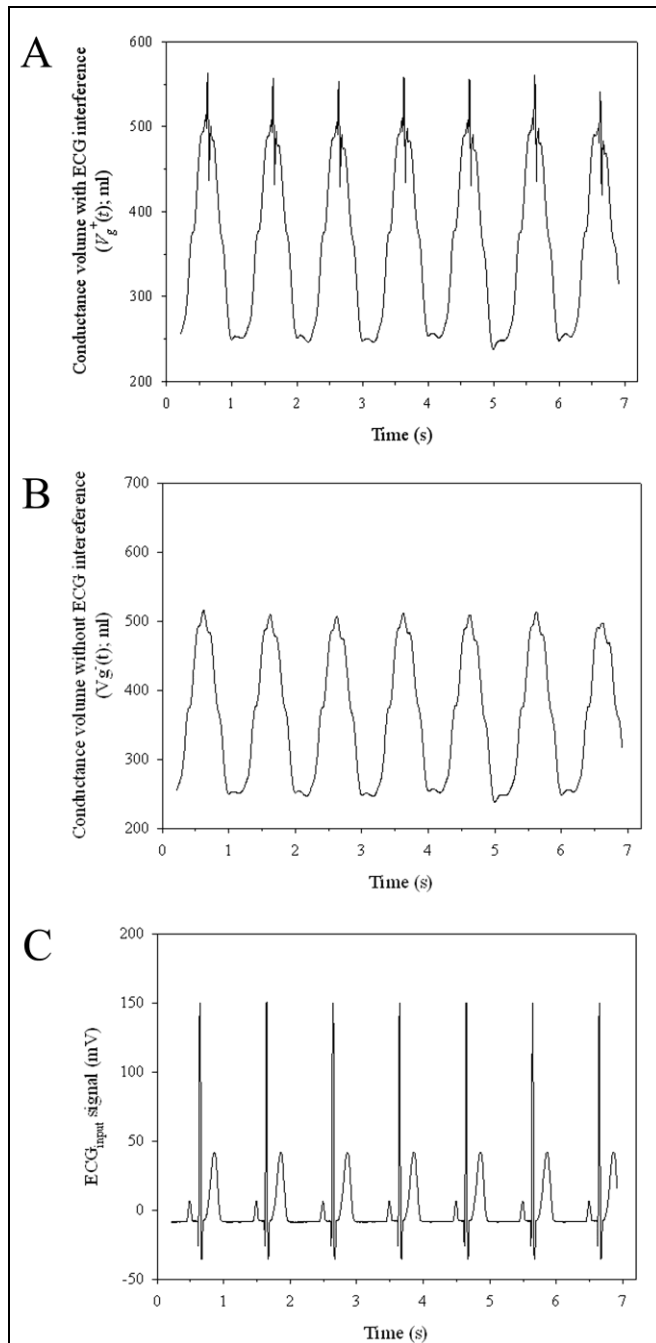 A
600
500
400
300
200
Conductance volume with ECG interference
(Vg+(t); ml)
0 1 2 3 4 5 6 7
Time (s)
B
700
600
500
400
300
200
Conductance volume without ECG intereference
(Vg-(t); ml)
0 1 2 3 4 5 6 7
Time (s)
C
200
150
100
50
0
-50
ECGinput signal (mV)
0 1 2 3 4 5 6 7
Time (s)